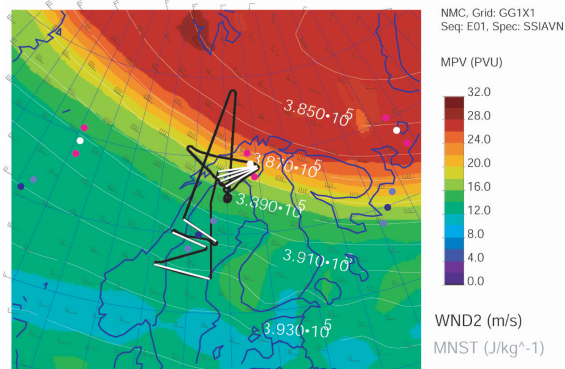 NMC, Grid: GG1X1
Seq: E01, Spec: SSIAVN
MPV (PVU)
32.0
28.0
24.0
20.0
16.0
12.0
8.0
4.0
0.0
WND2 (m/s)
MNST (J/kg^-1)
3.850•10^5
3.870•10^5
3.890•10^5
3.910•10^5
3.930•10^5